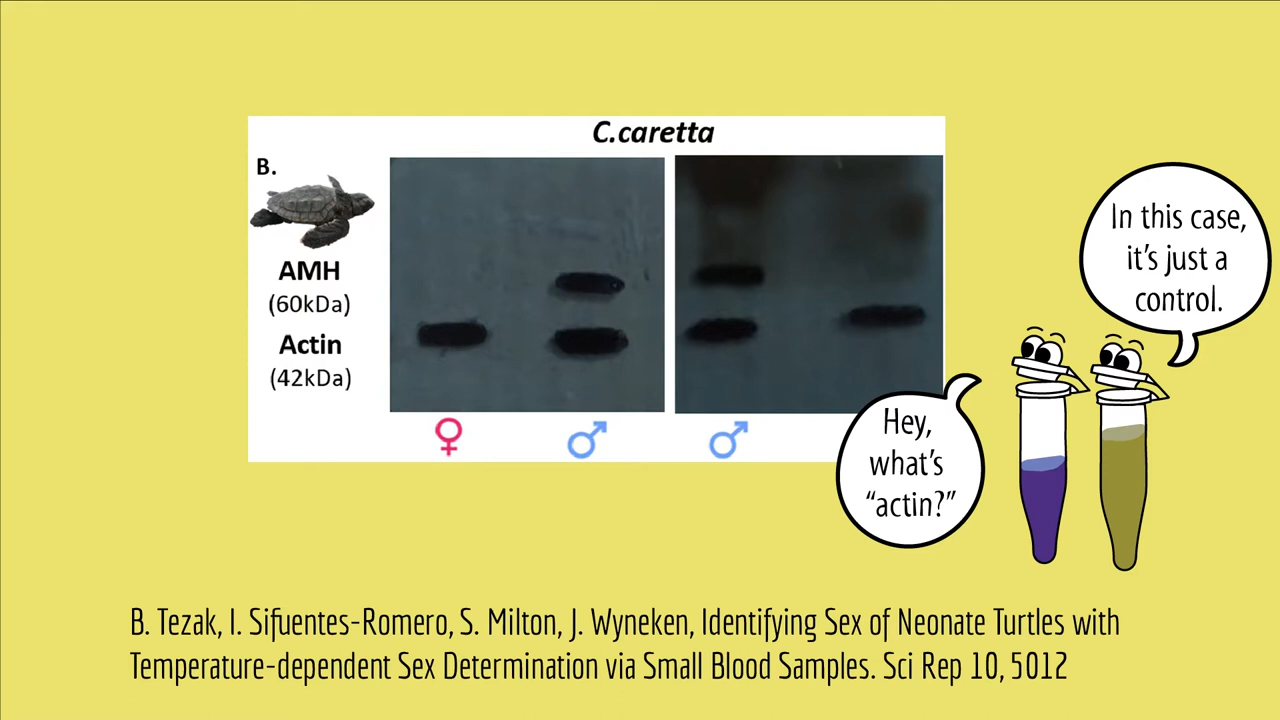 C.caretta
B.
AMH
(60kDa)
Actin
(42kDa)
In this case,
it's just a
control.
Hey,
what's
“actin?”
B. Tezak, I. Sifuentes-Romero, S. Milton, J. Wyneken, Identifying Sex of Neonate Turtles with
Temperature-dependent Sex Determination via Small Blood Samples. Sci Rep 10, 5012